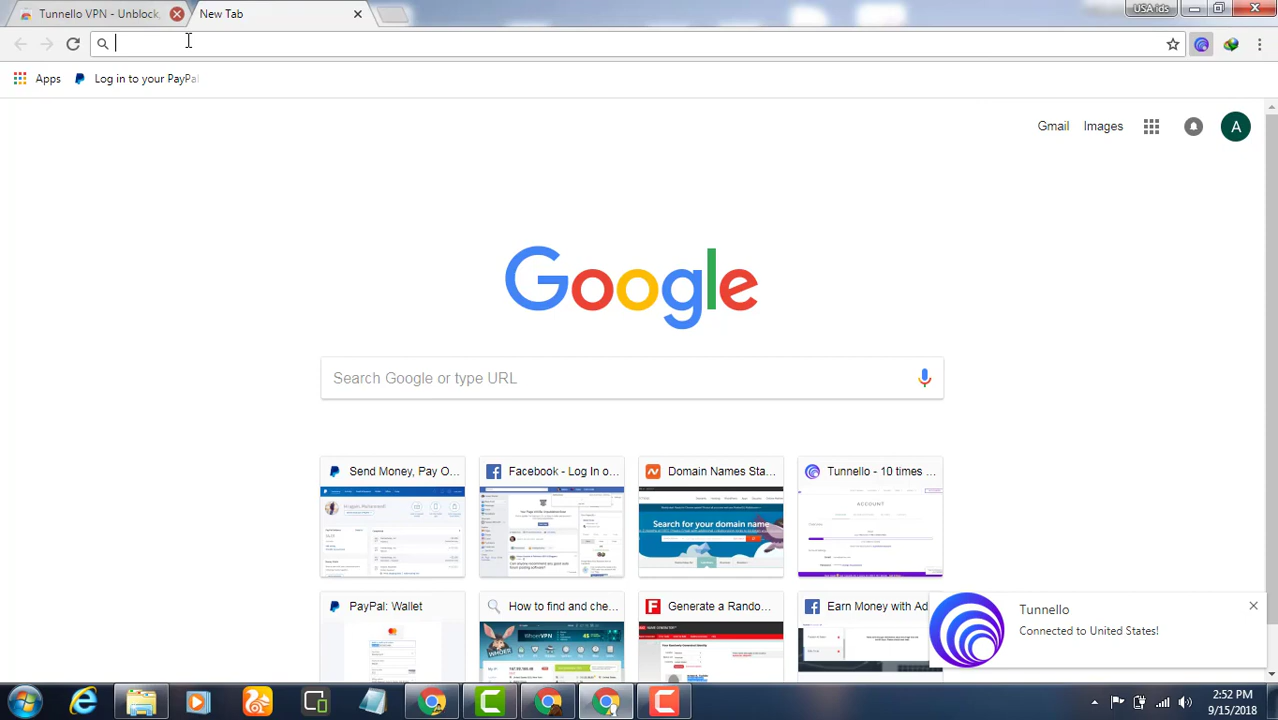 Tunnello VPN - Unblock
New Tab
USA ids
Apps
Log in to your PayPal
Gmail
Images
A
Google
Search Google or type URL
Send Money, Pay O...
Facebook - Log In o...
Domain Names Sta...
Tunnello - 10 times ...
Search for your domain name
ACCOUNT
PayPal: Wallet
How to find and che...
Generate a Rando...
Earn Money with Ad
Tunnello
Connected to United States!
2:52 PM
9/15/2018